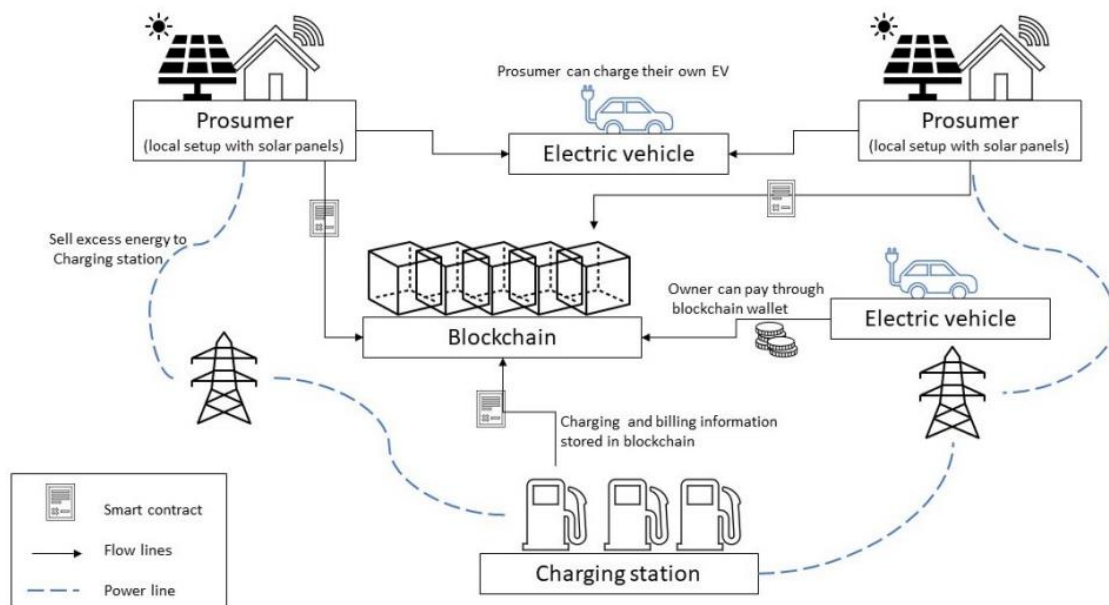 Prosumer can charge their own EV
Prosumer
(local setup with solar panels)
Electric vehicle
Prosumer
(local setup with solar panels)
Sell excess energy to
Charging station
Owner can pay through
blockchain wallet
Electric vehicle
Blockchain
Charging and billing information
stored in blockchain
Smart contract
Flow lines
Power line
Charging station